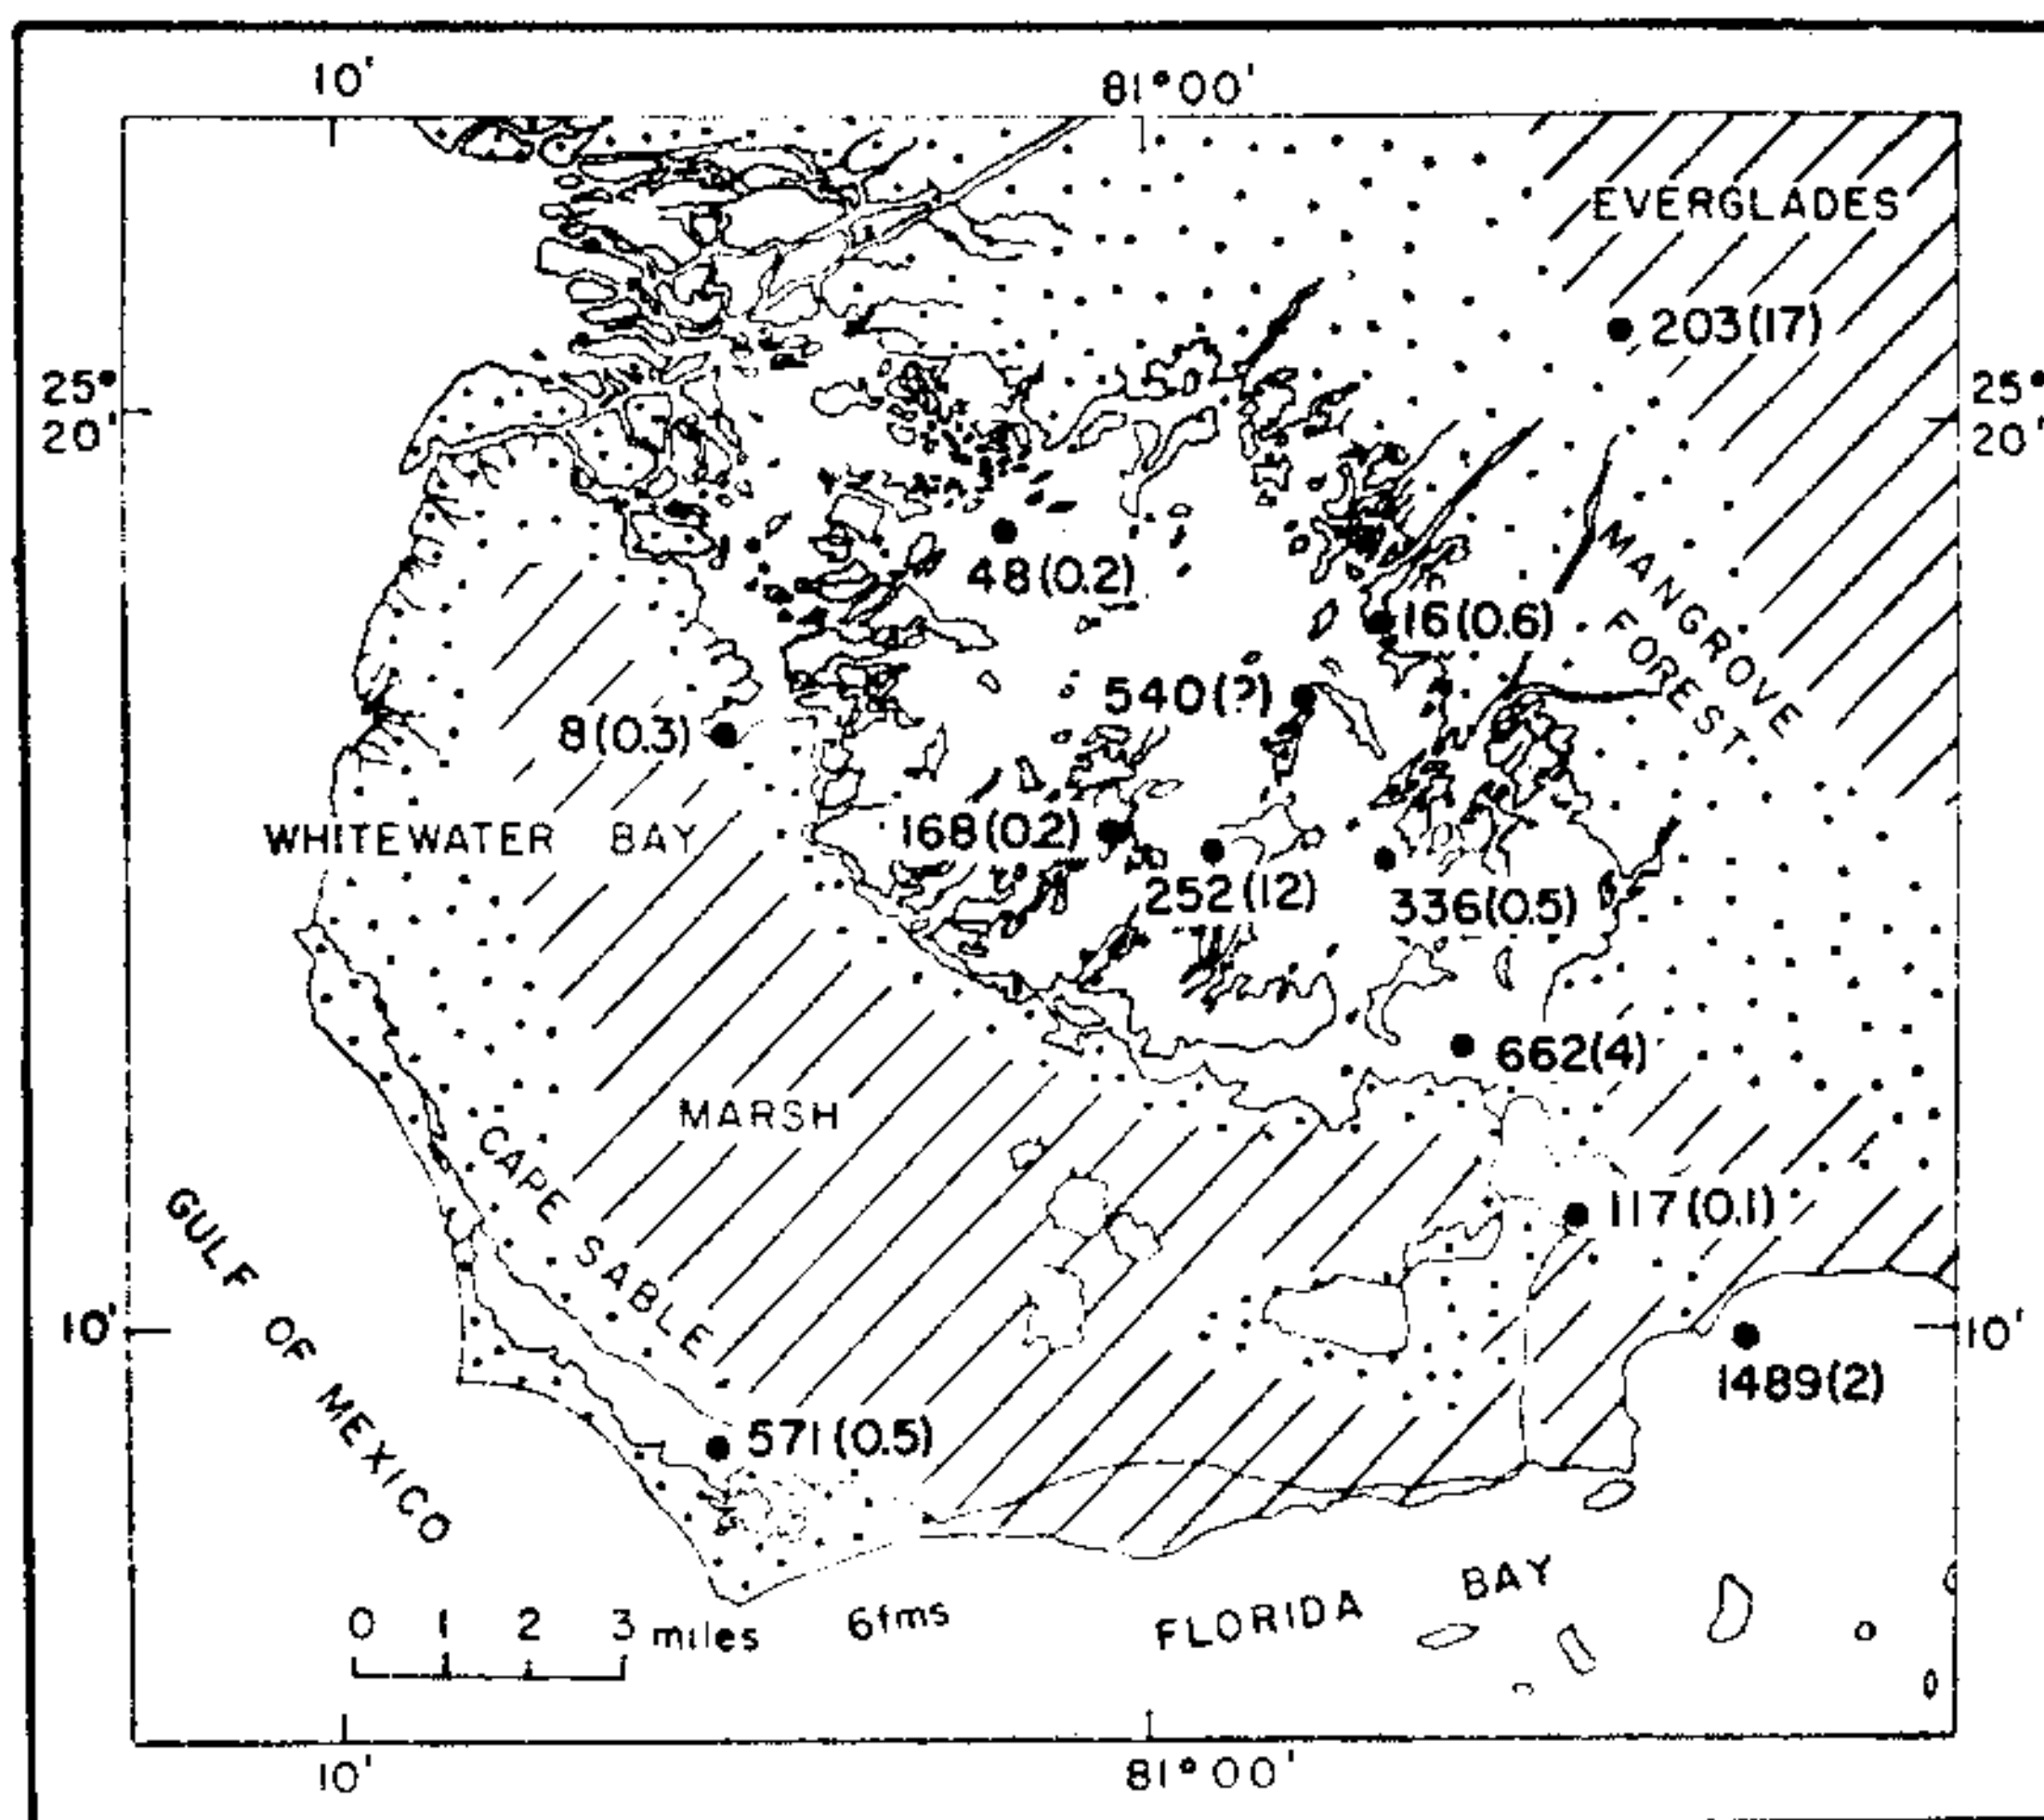 10' 81°00'
EVERGLADES
203(17)
25° 25°
20' 20'
48(0.2)
MANGROVE
FOREST
16(0.6)
540(?)
8(0.3)
WHITEWATER BAY
168(0.2)
252(12)
336(0.5)
662(4)
MARSH
CAPE SABLE
117(0.1)
GULF OF MEXICO
10' 10'
1489(2)
571(0.5)
0 1 2 3 miles
6fms
FLORIDA BAY
10' 81°00'